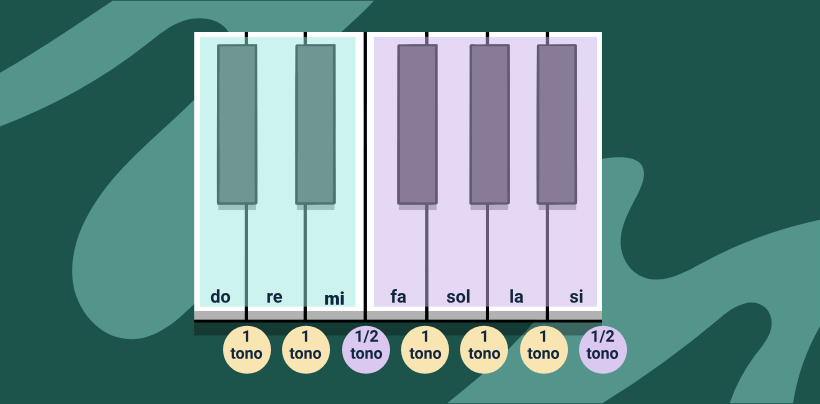 do re mi fa sol la si
1 1 1/2 1 1 1 1/2
tono tono tono tono tono tono tono